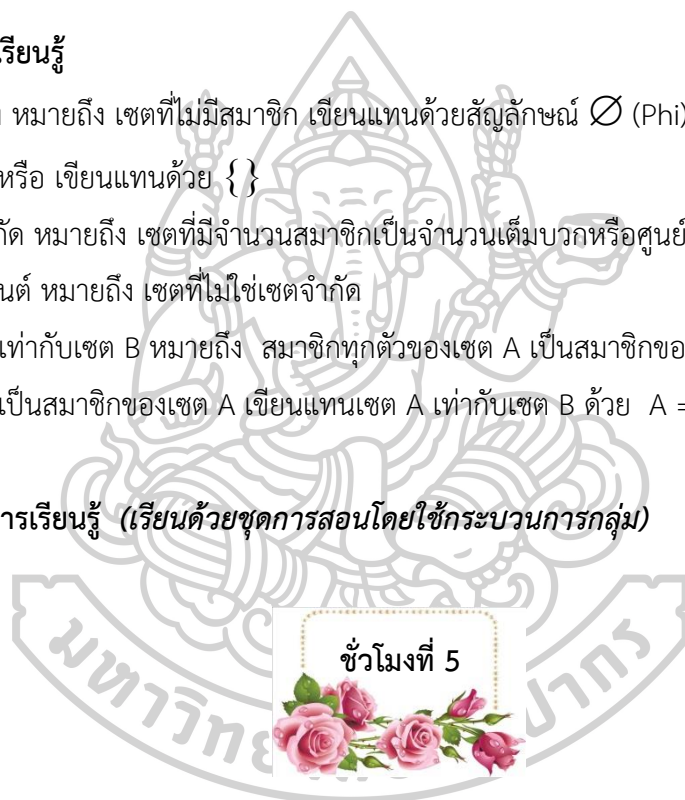 เรียนรู้
หมายถึง เซตที่ไม่มีสมาชิก เขียนแทนด้วยสัญลักษณ์ ∅ (Phi)
หรือ เขียนแทนด้วย { }
กัด หมายถึง เซตที่มีจำนวนสมาชิกเป็นจำนวนเต็มบวกหรือศูนย์
นต์ หมายถึง เซตที่ไม่ใช่เซตจำกัด
เท่ากับเซต B หมายถึง สมาชิกทุกตัวของเซต A เป็นสมาชิกขอ
เป็นสมาชิกของเซต A เขียนแทนเซต A เท่ากับเซต B ด้วย A =
ารเรียนรู้ (เรียนด้วยชุดการสอนโดยใช้กระบวนการกลุ่ม)
ชั่วโมงที่ 5